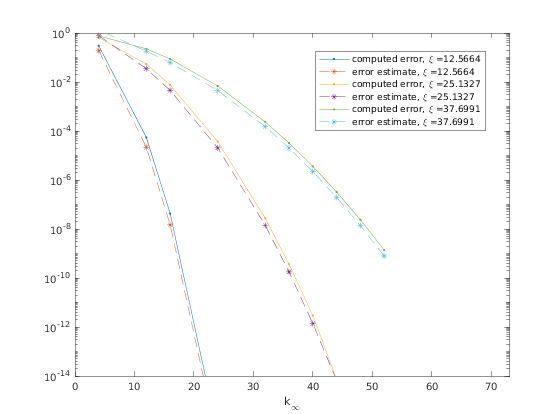 10^0
10^-2
10^-4
10^-6
10^-8
10^-10
10^-12
10^-14
0 10 20 30 40 50 60 70
k_∞
computed error, ξ =12.5664
error estimate, ξ =12.5664
computed error, ξ =25.1327
error estimate, ξ =25.1327
computed error, ξ =37.6991
error estimate, ξ =37.6991